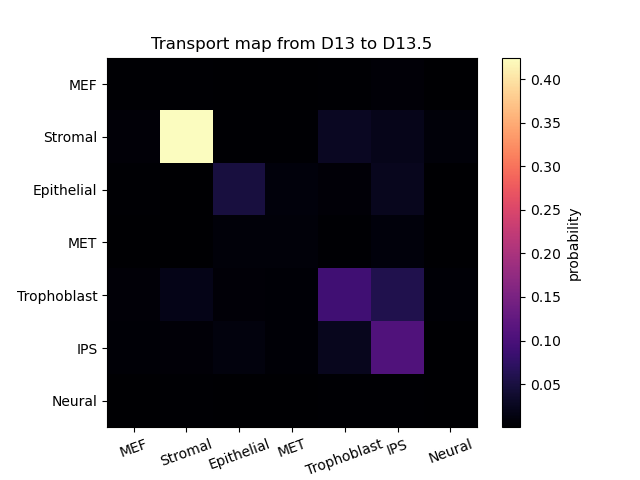 Transport map from D13 to D13.5
MEF
Stromal
Epithelial
MET
Trophoblast
IPS
Neural
MEF
Stromal
Epithelial
MET
Trophoblast
IPS
Neural
0.40
0.35
0.30
0.25
0.20
0.15
0.10
0.05
probability